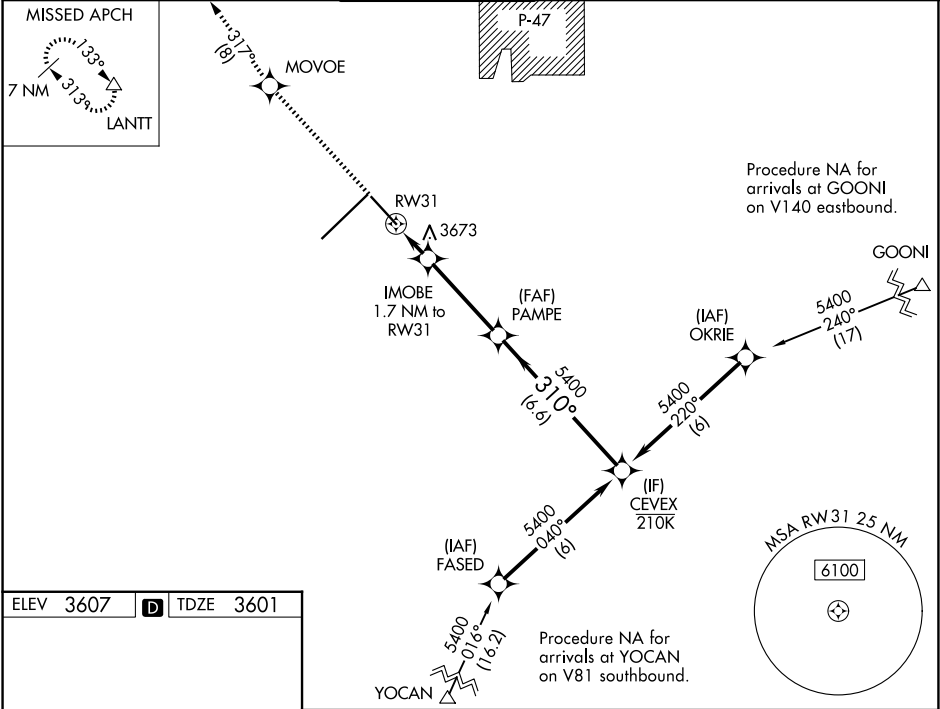 MISSED APCH
133°
7 NM
313°
LANTT
317°
(8)
MOVOE
P-47
RW31
3673
IMOBE
1.7 NM to
RW31
(FAF)
PAMPE
Procedure NA for
arrivals at GOONI
on V140 eastbound.
GOONI
5400
240°
(17)
(IAF)
OKRIE
5400
220°
(6)
5400
310°
(6.6)
(IF)
CEVEX
210K
5400
040°
(6)
(IAF)
FASED
5400
016°
(16.2)
YOCAN
Procedure NA for
arrivals at YOCAN
on V81 southbound.
MSA RW31 25 NM
6100
ELEV 3607 D TDZE 3601